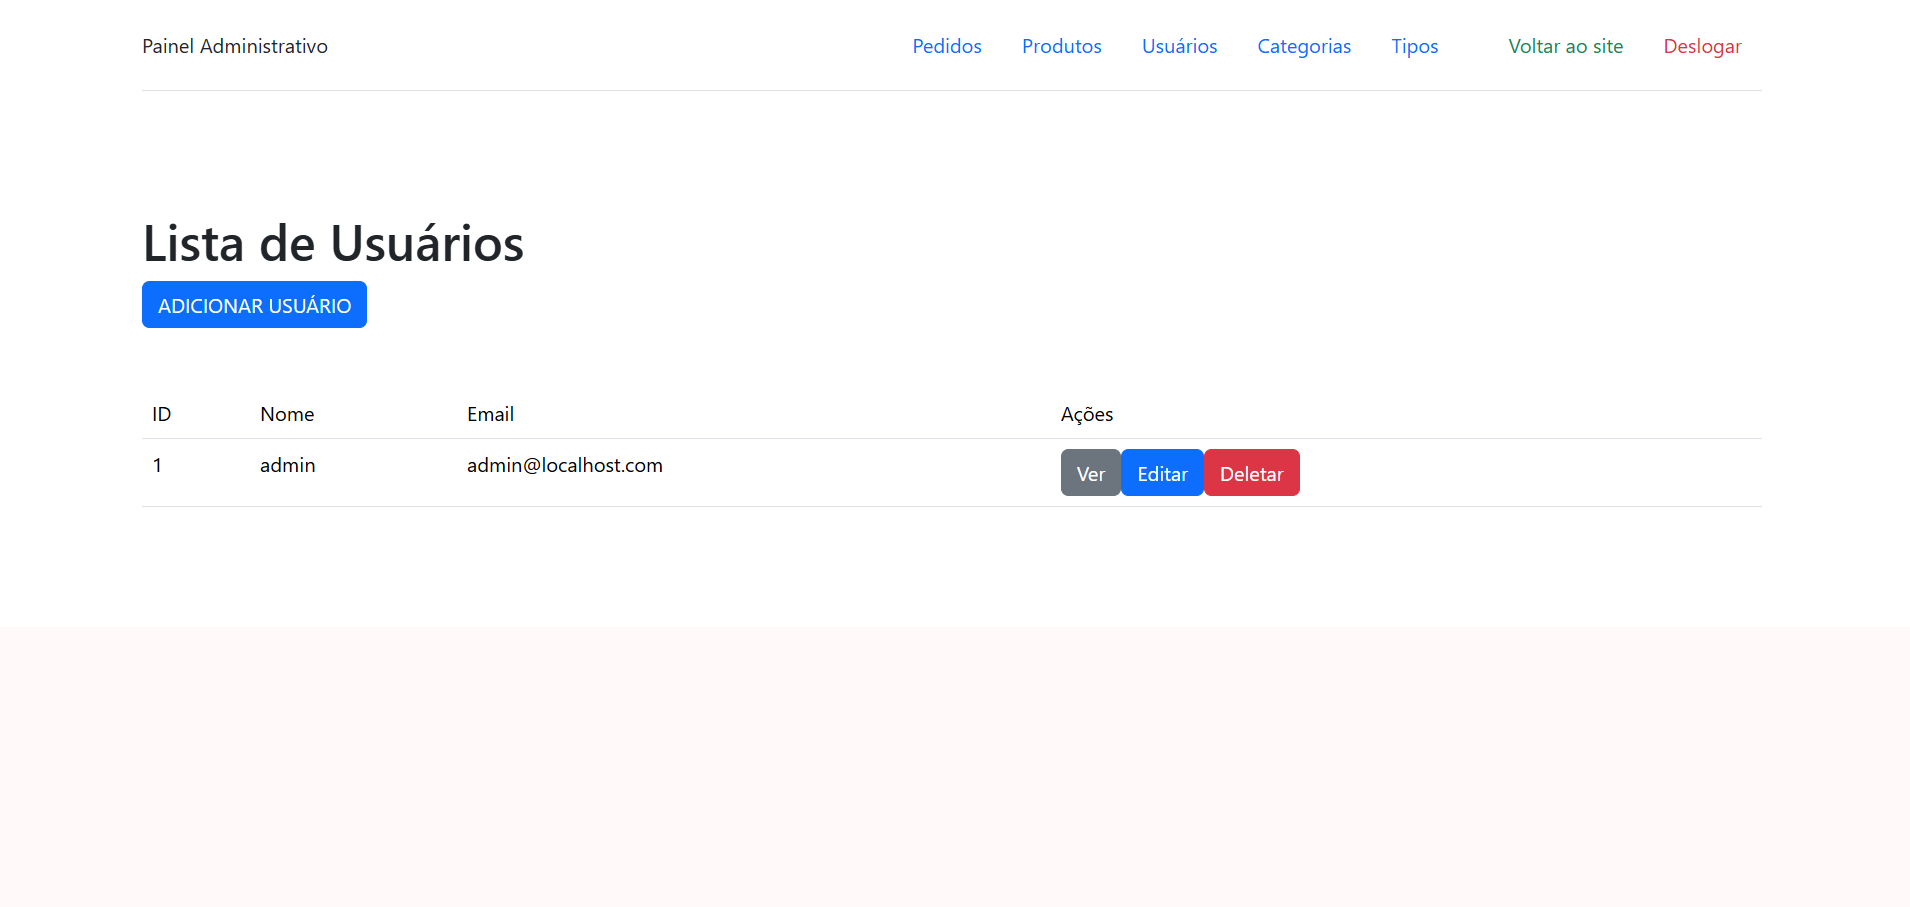 Painel Administrativo Pedidos Produtos Usuários Categorias Tipos Voltar ao site Deslogar
Lista de Usuários
ADICIONAR USUÁRIO
ID Nome Email Ações
1 admin admin@localhost.com Ver Editar Deletar